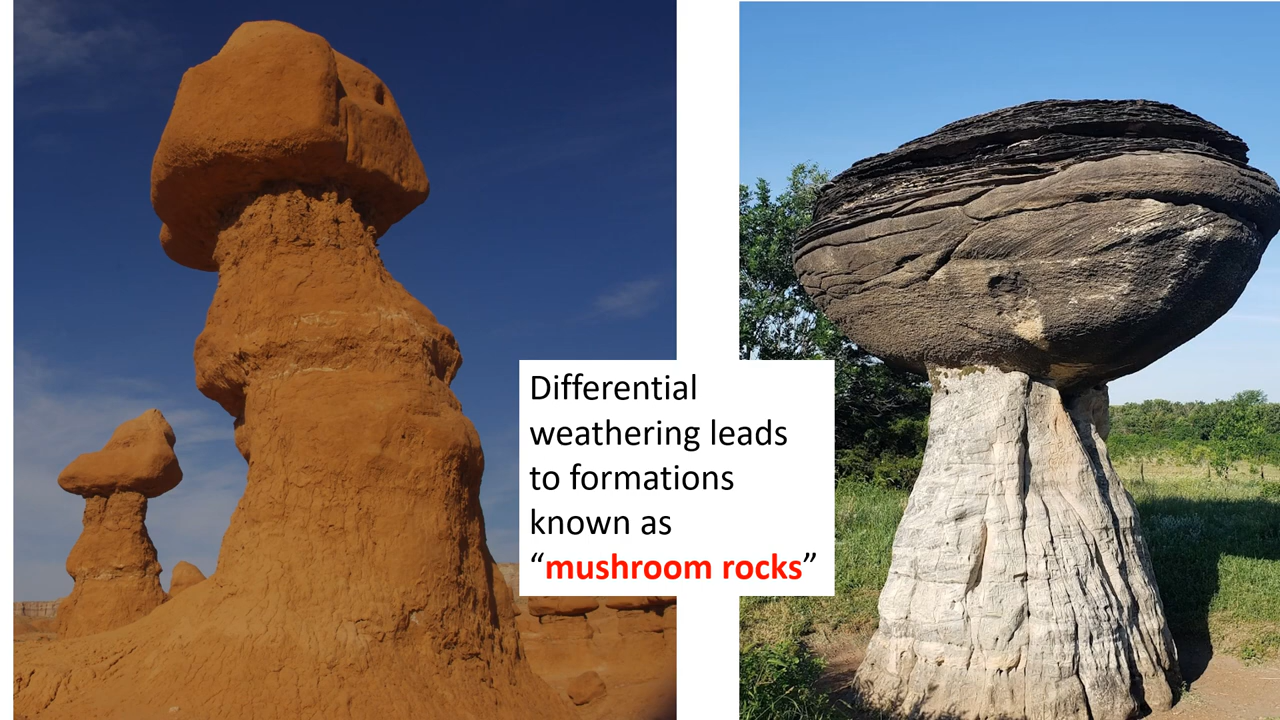 Differential
weathering leads
to formations
known as
“mushroom rocks”